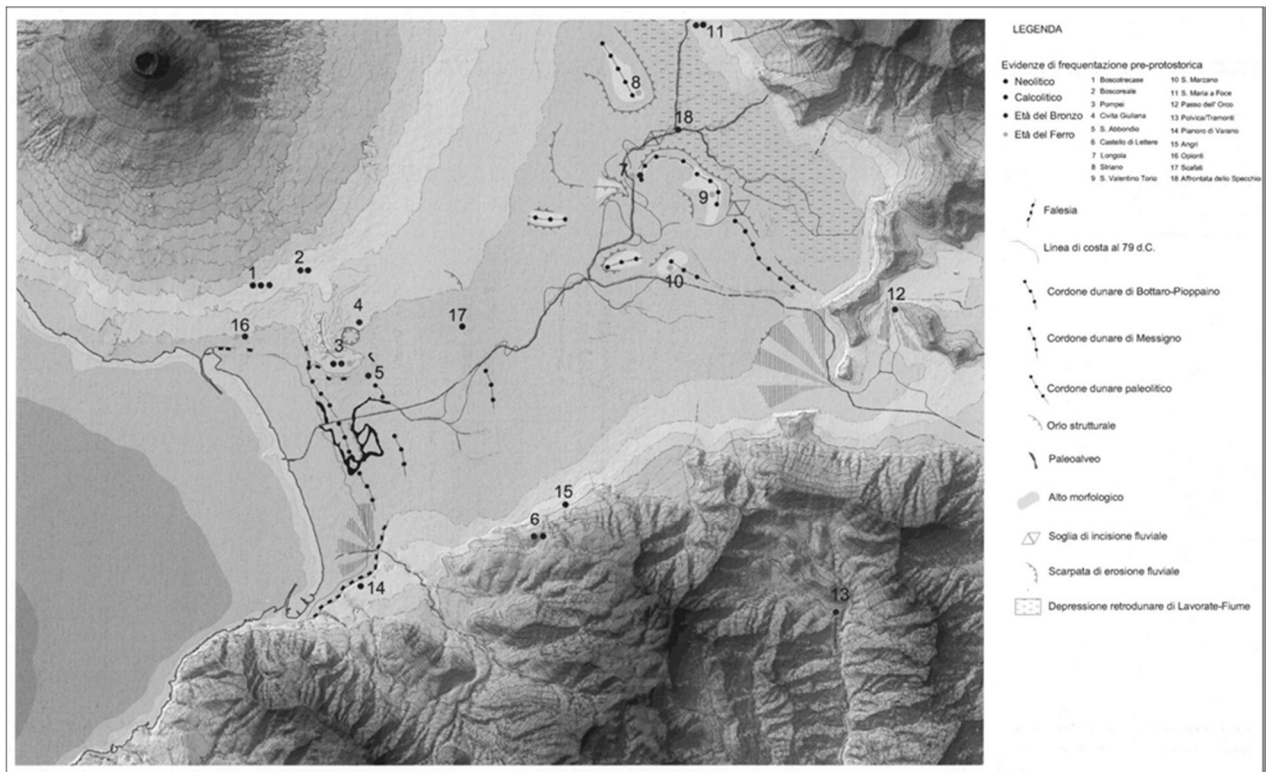 11
8
18
7
9
2
1
10
12
4
17
16
3
5
15
6
14
13
LEGENDA
Evidenze di frequentazione pre-protostorica
Neolitico
Calcolitico
Età del Bronzo
Età del Ferro
1 Boscotrecase
2 Boscoreale
3 Pompei
4 Civita Giuliana
5 S. Abbondio
6 Castello di Lettere
7 Longola
8 Striano
9 S. Valentino Torio
10 S. Marzano
11 S. Maria a Foce
12 Passo dell' Orco
13 Polvica/Tramonti
14 Pianoro di Varano
15 Angri
16 Oplonti
17 Scafati
18 Affrontata dello Specchio
Falesia
Linea di costa al 79 d.C.
Cordone dunare di Bottaro-Pioppaino
Cordone dunare di Messigno
Cordone dunare paleolitico
Orlo strutturale
Paleoalveo
Alto morfologico
Soglia di incisione fluviale
Scarpata di erosione fluviale
Depressione retrodunare di Lavorate-Fiume